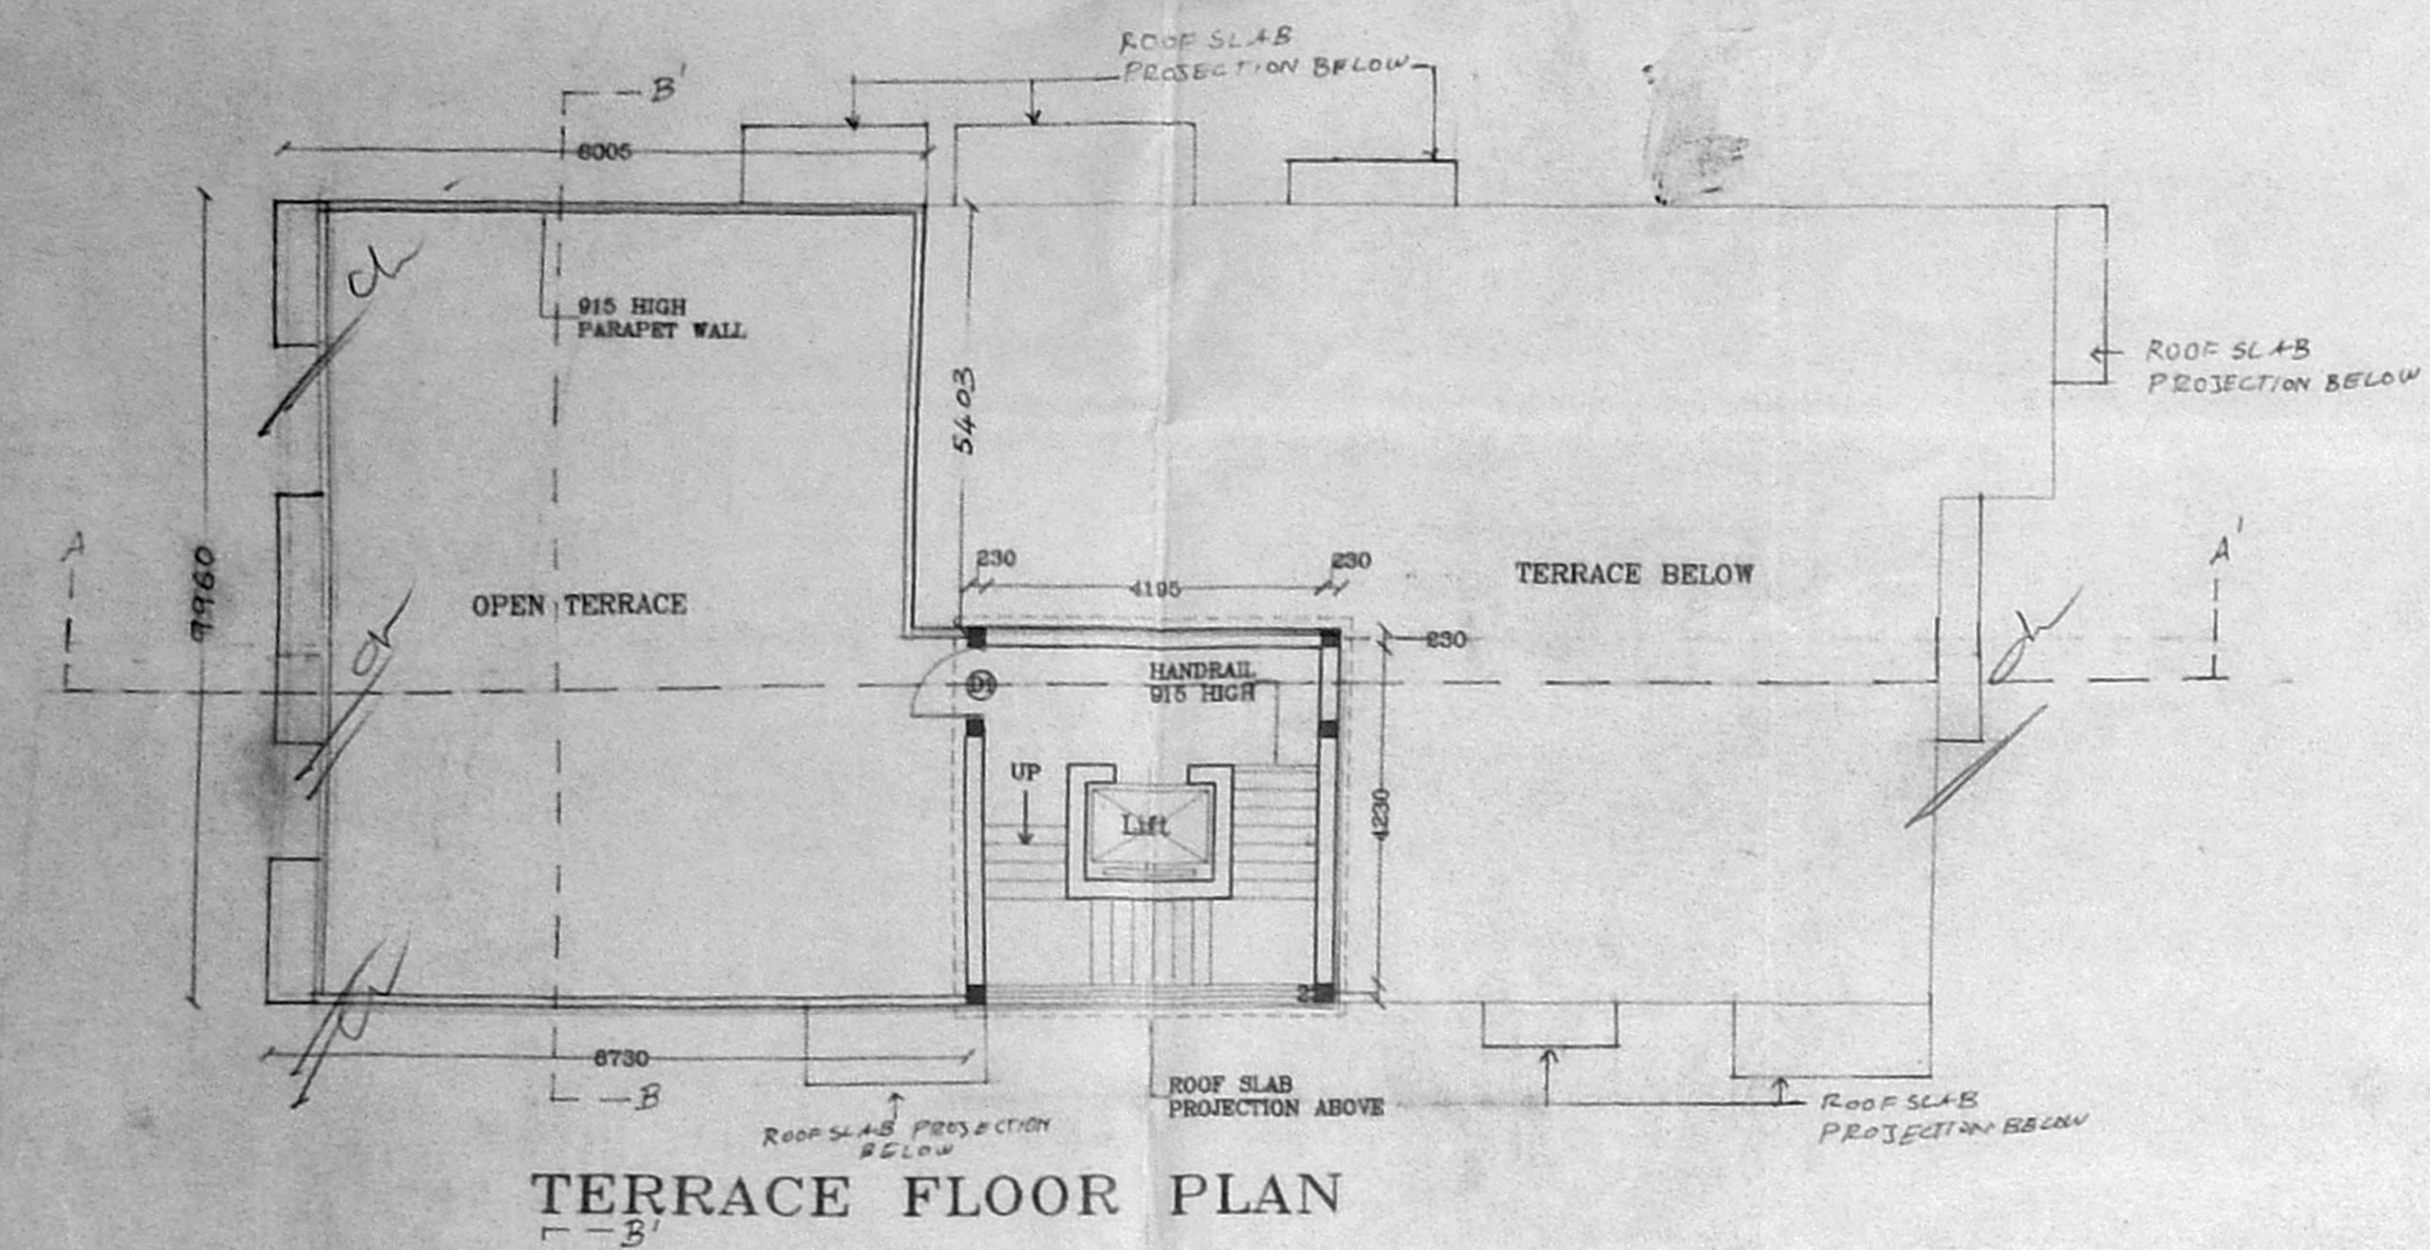 ROOF SLAB
PROJECTION BELOW
B'
915 HIGH
PARAPET WALL
5403
ROOF SLAB
PROJECTION BELOW
A
A'
9960
230
230
4195
TERRACE BELOW
OPEN TERRACE
230
HANDRAIL
915 HIGH
D1
UP
Lift
4230
6730
B
ROOF SLAB
PROJECTION ABOVE
ROOF SLAB
PROJECTION BELOW
ROOF SLAB PROJECTION
BELOW
TERRACE FLOOR PLAN
B'